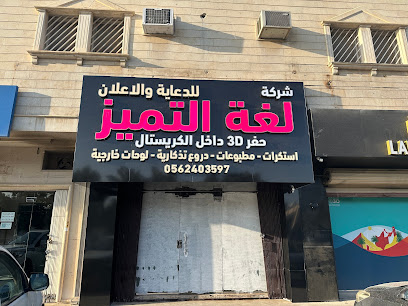 شركة للدعاية والاعلان
لغة التميز
حفر 3D داخل الكريستال
استكرات - مطبوعات - دروع تذكارية - لوحات خارجية
0562403597